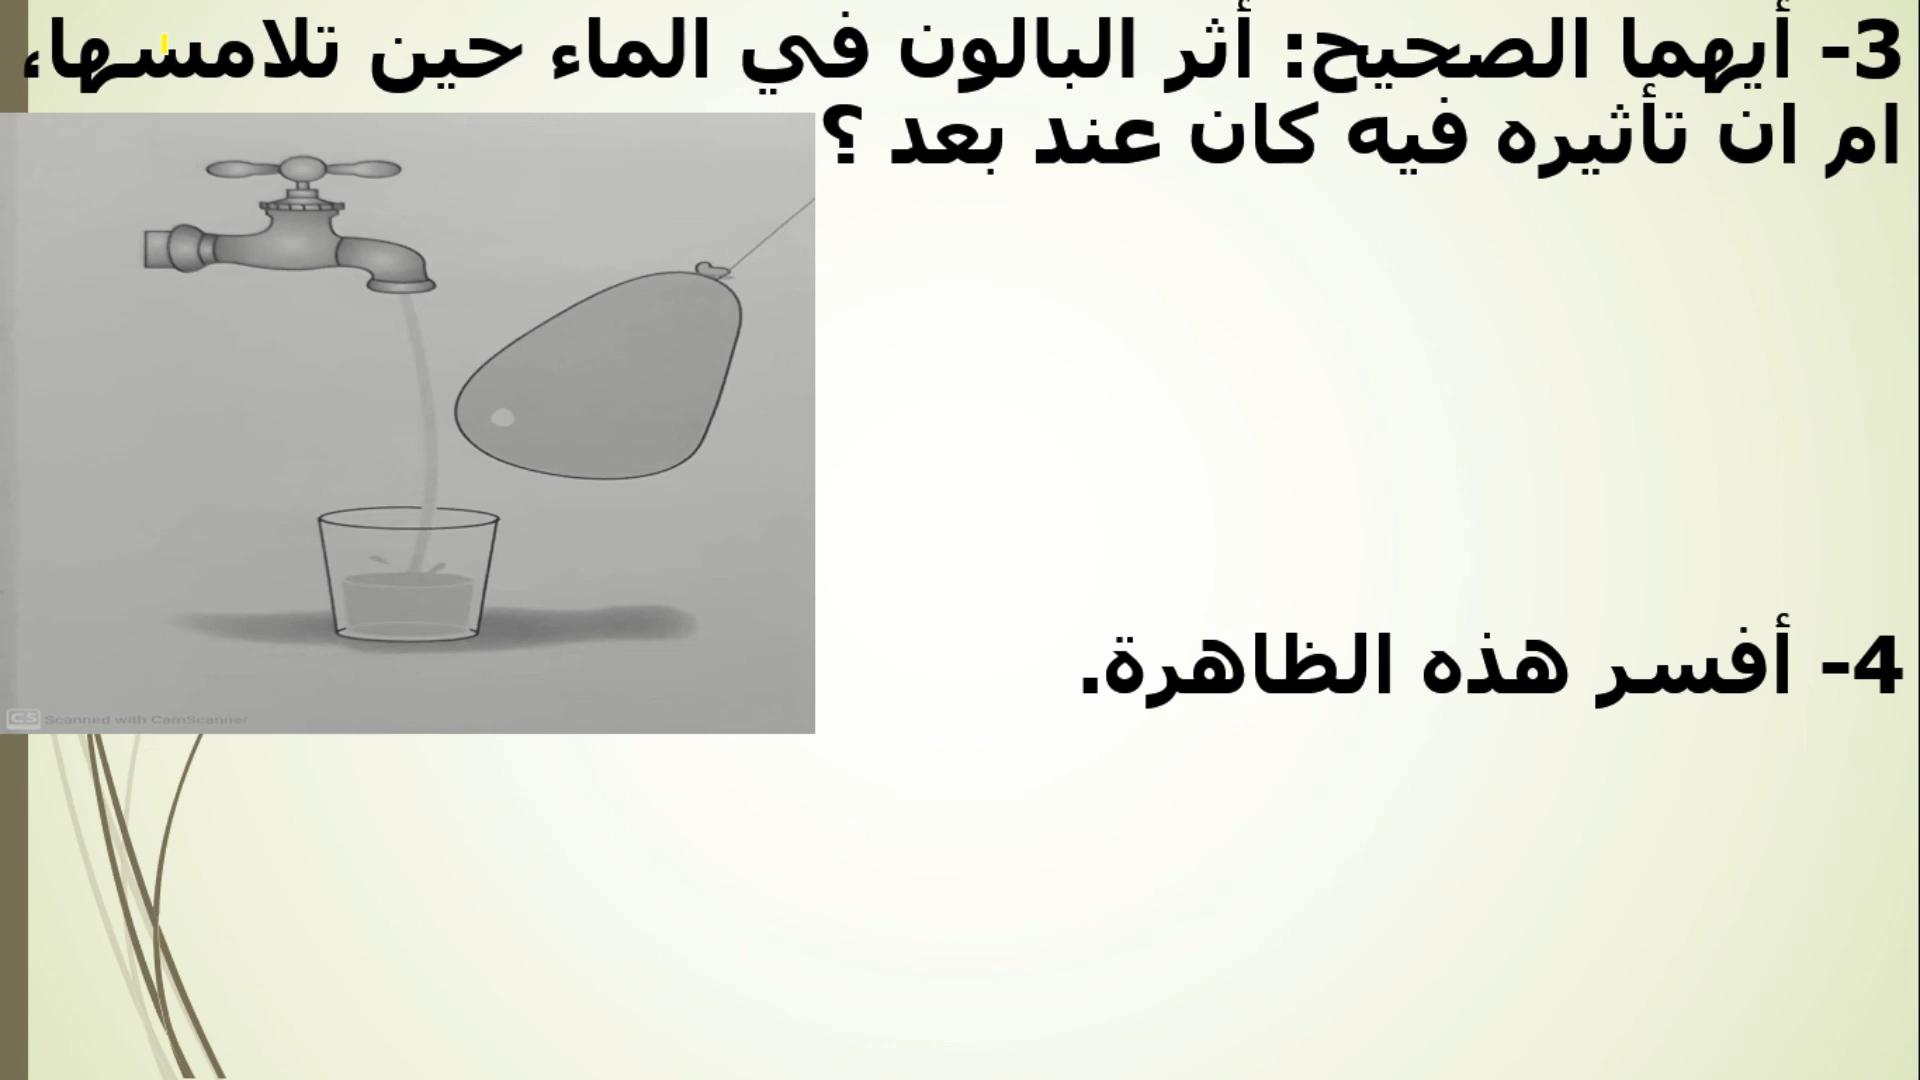 3- أيهما الصحيح: أثر البالون في الماء حين تلامسها،
ام ان تأثيره فيه كان عند بعد ؟
4- أفسر هذه الظاهرة.
CS Scanned with CamScanner